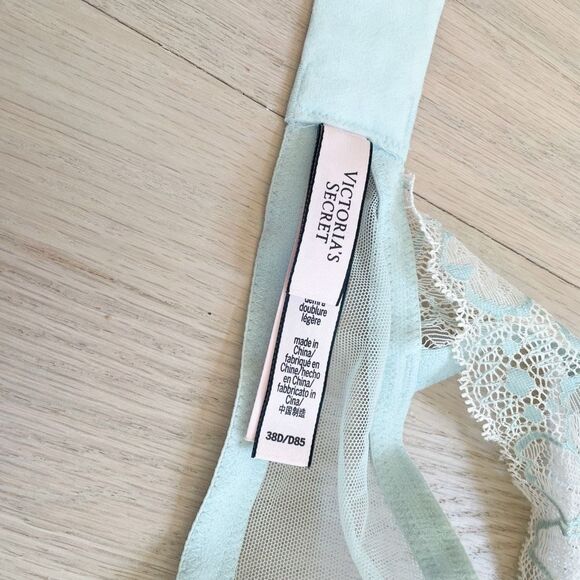 VICTORIA'S
SECRET
doublure
légère
made in
China/
fabriqué en
Chine/hecho
en China/
fabbricato in
Cina/
中国制造
38D/D85